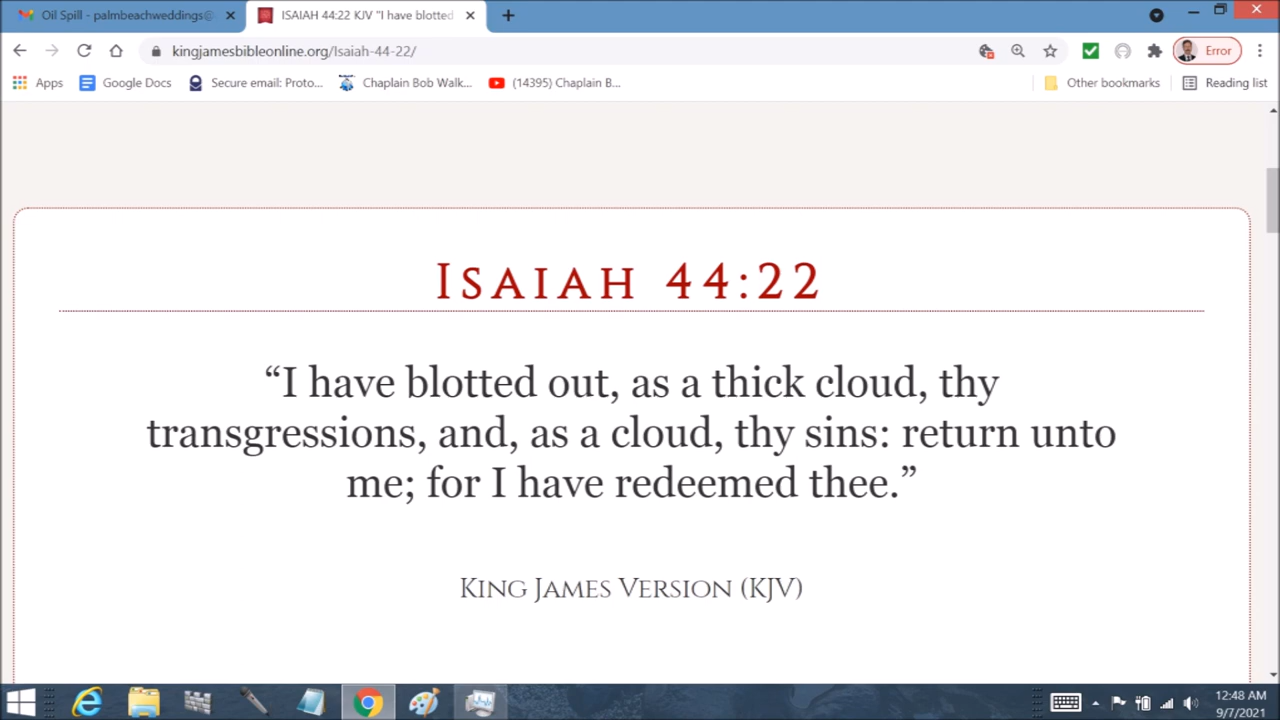 Oil Spill - palmbeachweddings@
ISAIAH 44:22 KJV "I have blotted
kingjamesbibleonline.org/Isaiah-44-22/
Error
Apps
Google Docs
Secure email: Proto...
Chaplain Bob Walk...
(14395) Chaplain B...
Other bookmarks
Reading list
ISAIAH 44:22
“I have blotted out, as a thick cloud, thy
transgressions, and, as a cloud, thy sins: return unto
me; for I have redeemed thee.”
KING JAMES VERSION (KJV)
12:48 AM
9/7/2021